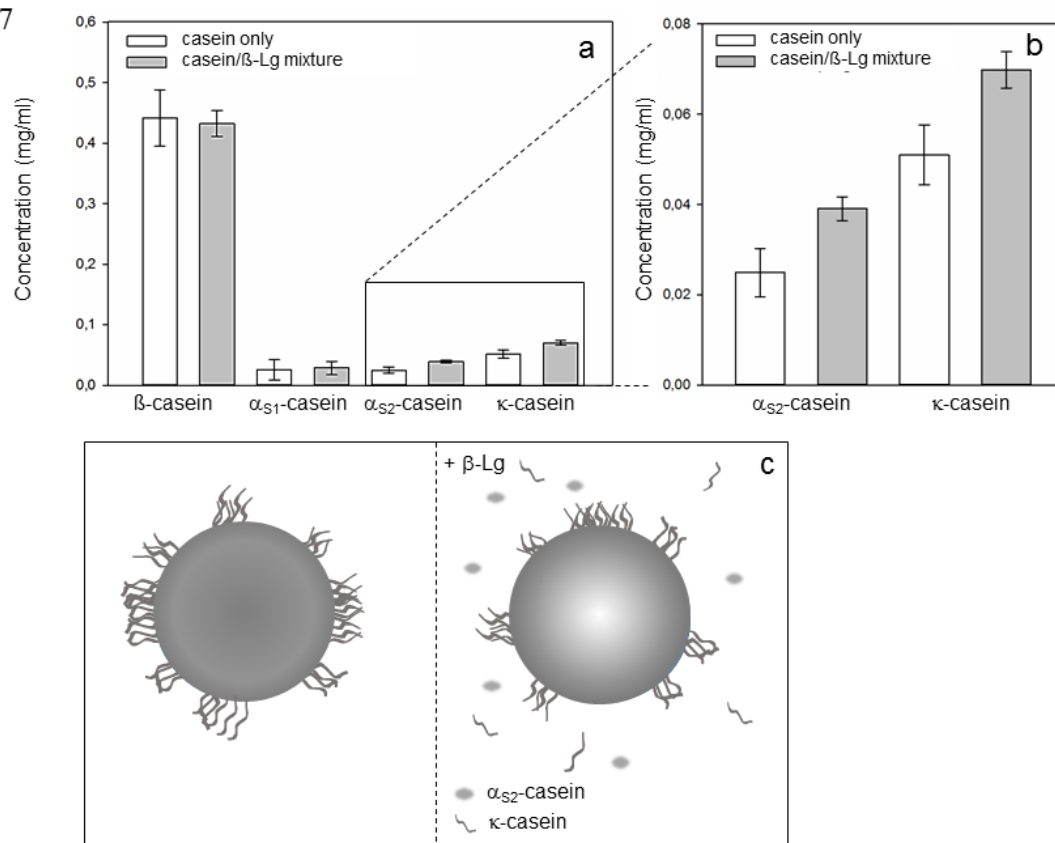 7
0,6
0,5
0,4
0,3
0,2
0,1
0,0
Concentration (mg/ml)
casein only
casein/ß-Lg mixture
a
ß-casein
αS1-casein
αS2-casein
κ-casein
0,08
0,06
0,04
0,02
0,00
Concentration (mg/ml)
casein only
casein/ß-Lg mixture
b
αS2-casein
κ-casein
+ β-Lg
c
αS2-casein
κ-casein